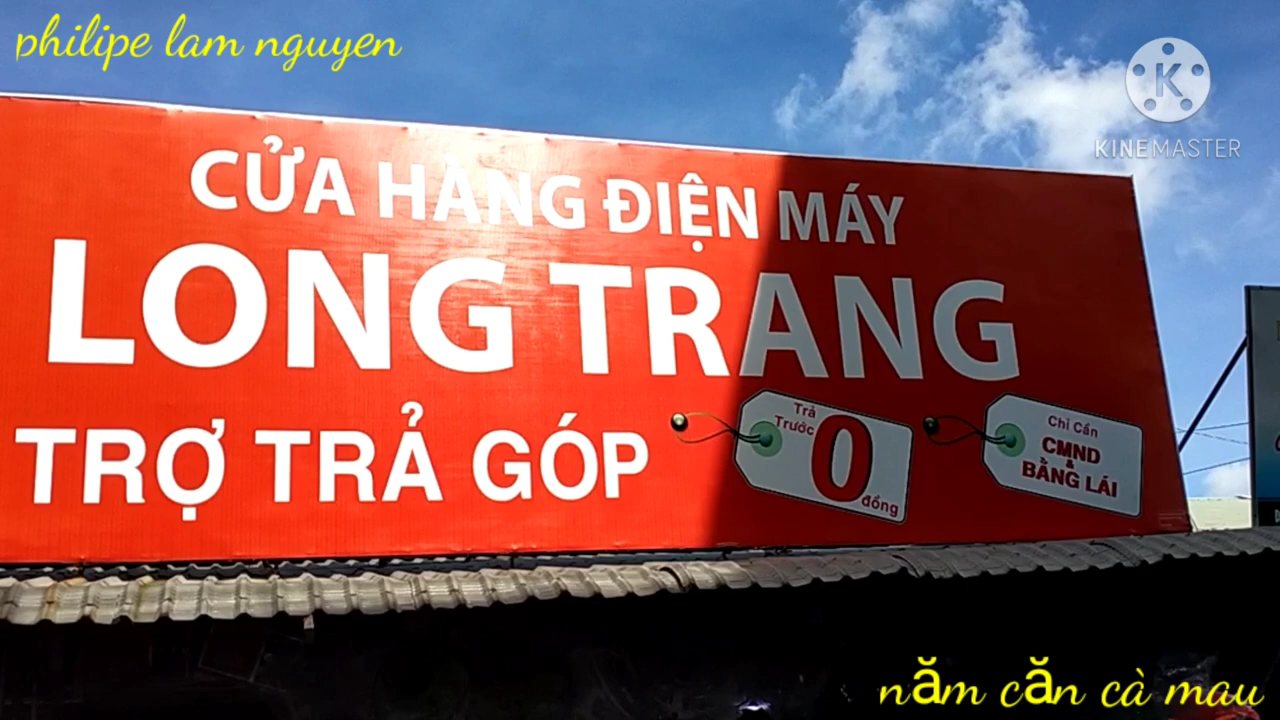 philipe lam nguyen
KINEMASTER
CỬA HÀNG ĐIỆN MÁY
LONG TRANG
TRỢ TRẢ GÓP
Trả
Trước
0
đồng
Chỉ Cần
CMND
&
BẰNG LÁI
năm căn cà mau